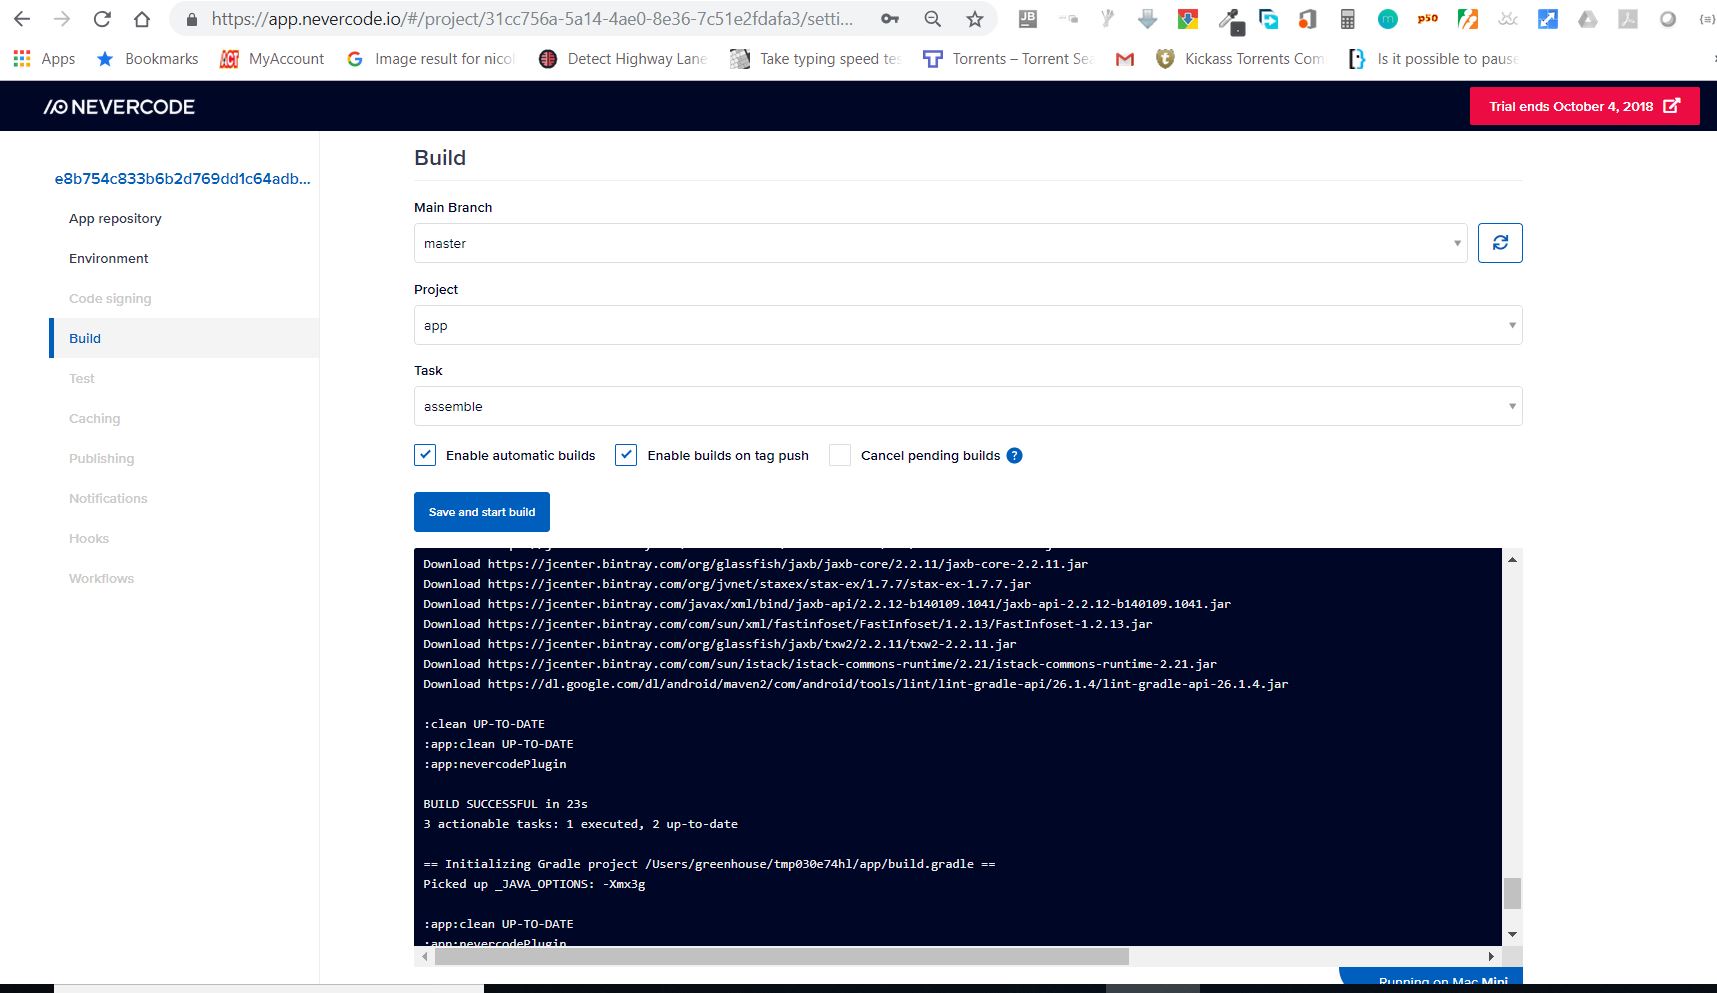 https://app.nevercode.io/#/project/31cc756a-5a14-4ae0-8e36-7c51e2fdafa3/setti...
JB
p50
Apps
Bookmarks
ACT
MyAccount
Image result for nicol
Detect Highway Lane
Take typing speed tes
Torrents – Torrent Sea
Kickass Torrents Com
Is it possible to pause
NEVERCODE
Trial ends October 4, 2018
e8b754c833b6b2d769dd1c64adb...
App repository
Environment
Code signing
Build
Test
Caching
Publishing
Notifications
Hooks
Workflows
Build
Main Branch
master
Project
app
Task
assemble
Enable automatic builds
Enable builds on tag push
Cancel pending builds ?
Save and start build
Download https://jcenter.bintray.com/org/glassfish/jaxb/jaxb-core/2.2.11/jaxb-core-2.2.11.jar
Download https://jcenter.bintray.com/org/jvnet/staxex/stax-ex/1.7.7/stax-ex-1.7.7.jar
Download https://jcenter.bintray.com/javax/xml/bind/jaxb-api/2.2.12-b140109.1041/jaxb-api-2.2.12-b140109.1041.jar
Download https://jcenter.bintray.com/com/sun/xml/fastinfoset/FastInfoset/1.2.13/FastInfoset-1.2.13.jar
Download https://jcenter.bintray.com/org/glassfish/jaxb/txw2/2.2.11/txw2-2.2.11.jar
Download https://jcenter.bintray.com/com/sun/istack/istack-commons-runtime/2.21/istack-commons-runtime-2.21.jar
Download https://dl.google.com/dl/android/maven2/com/android/tools/lint/lint-gradle-api/26.1.4/lint-gradle-api-26.1.4.jar
:clean UP-TO-DATE
:app:clean UP-TO-DATE
:app:nevercodePlugin
BUILD SUCCESSFUL in 23s
3 actionable tasks: 1 executed, 2 up-to-date
== Initializing Gradle project /Users/greenhouse/tmp030e74hl/app/build.gradle ==
Picked up _JAVA_OPTIONS: -Xmx3g
:app:clean UP-TO-DATE
:app:nevercodePlugin
Running on Mac Mini